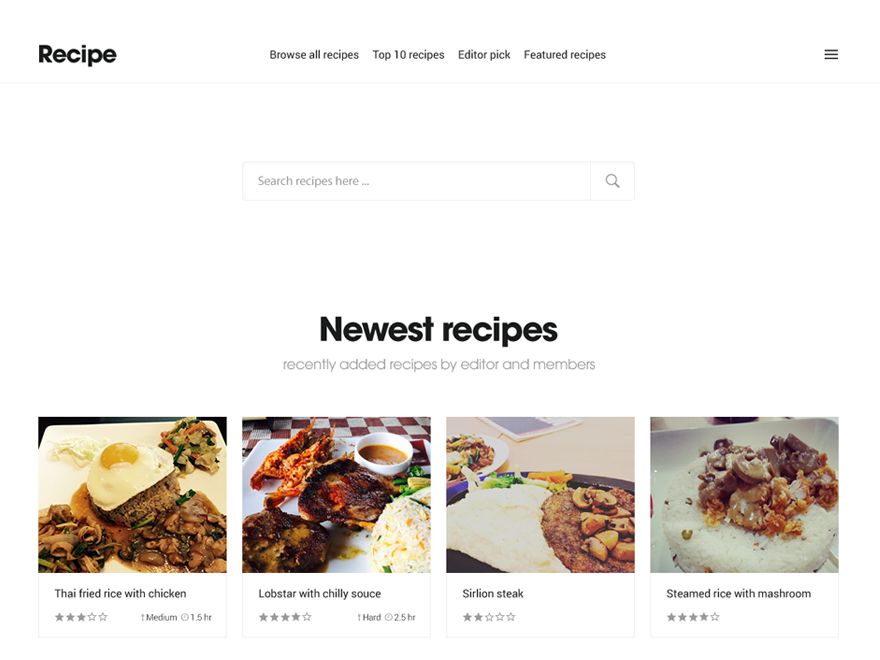 Recipe
Browse all recipes Top 10 recipes Editor pick Featured recipes
Search recipes here ...
Newest recipes
recently added recipes by editor and members
Thai fried rice with chicken
Medium 1.5 hr
Lobstar with chilly souce
Hard 2.5 hr
Sirlion steak
Steamed rice with mashroom